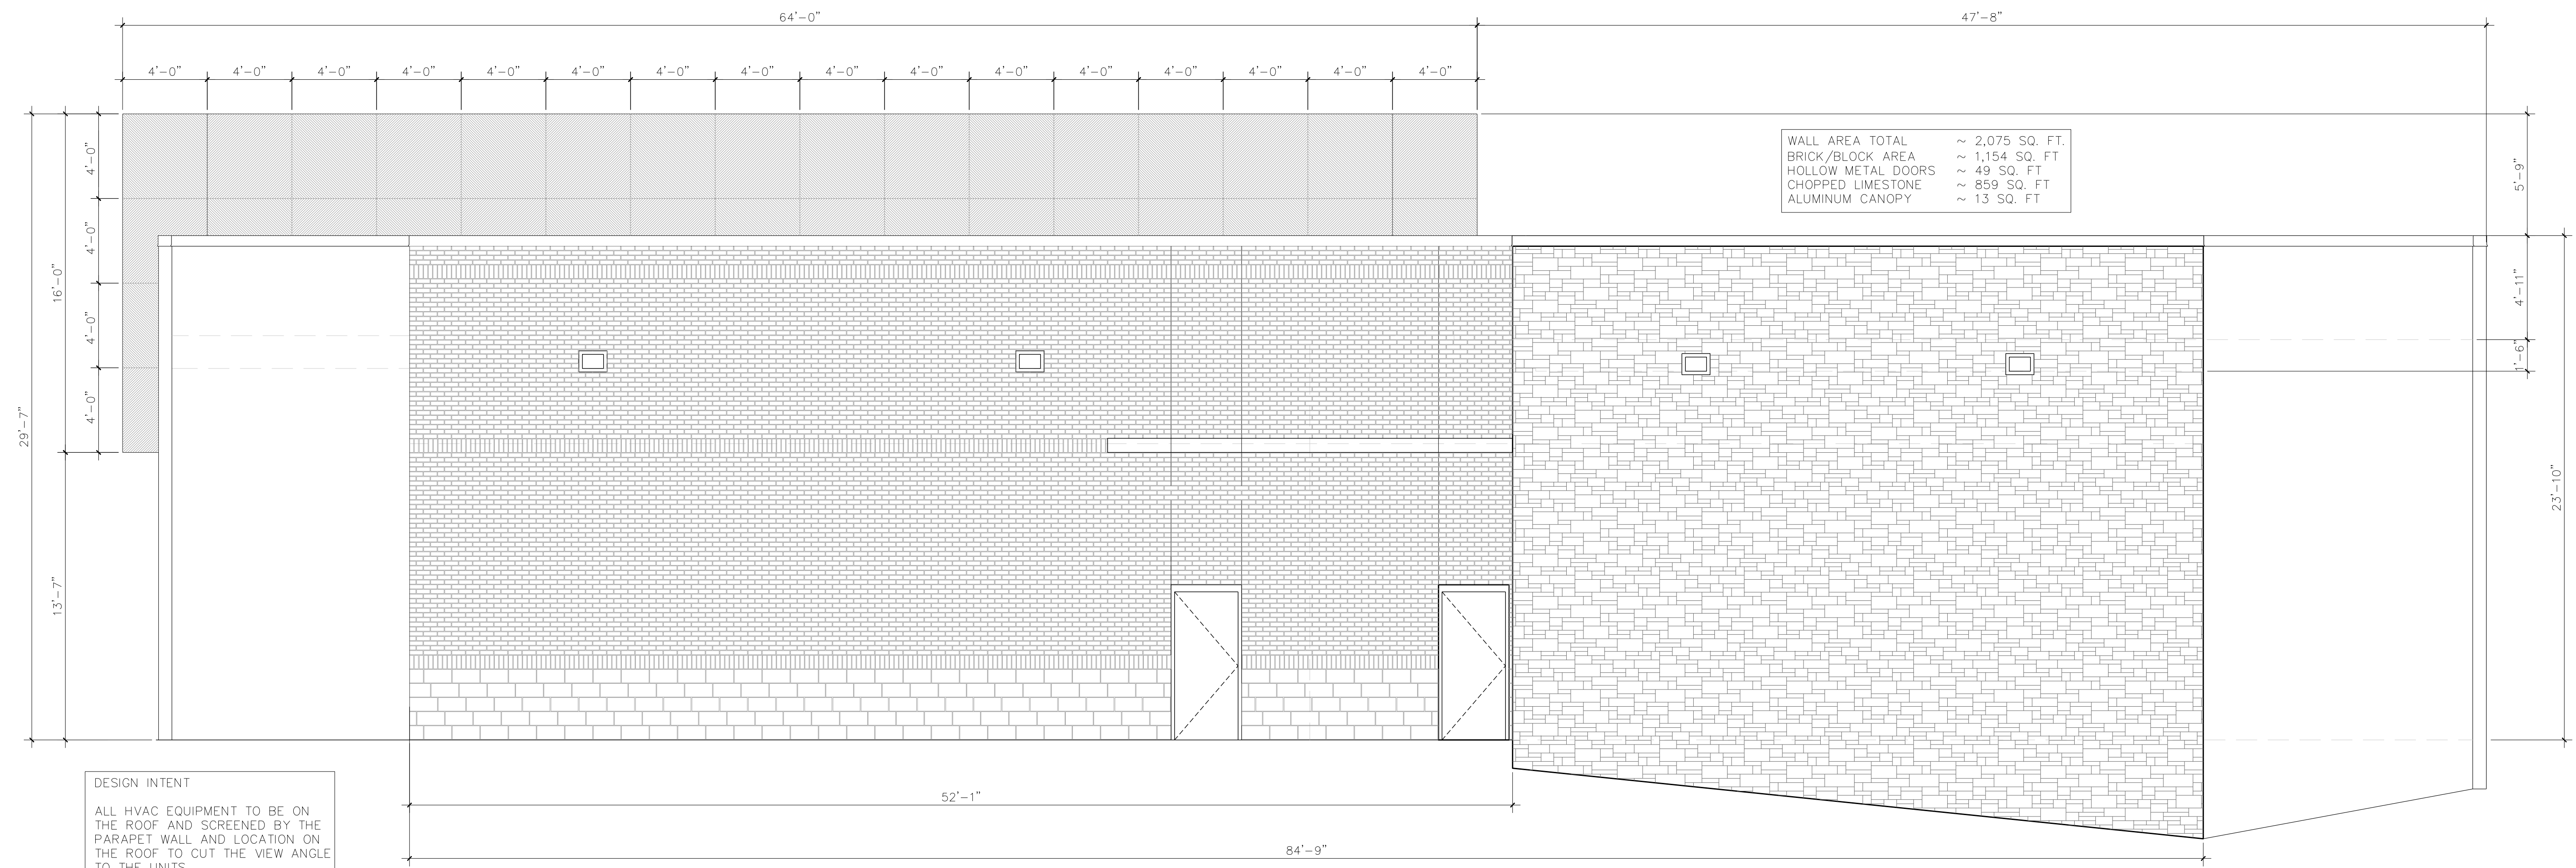 64'-0" 47'-8"
4'-0" 4'-0" 4'-0" 4'-0" 4'-0" 4'-0" 4'-0" 4'-0" 4'-0" 4'-0" 4'-0" 4'-0" 4'-0" 4'-0" 4'-0" 4'-0"
WALL AREA TOTAL ~ 2,075 SQ. FT.
BRICK/BLOCK AREA ~ 1,154 SQ. FT
HOLLOW METAL DOORS ~ 49 SQ. FT
CHOPPED LIMESTONE ~ 859 SQ. FT
ALUMINUM CANOPY ~ 13 SQ. FT
29'-7"
16'-0"
13'-7"
4'-0"
4'-0"
4'-0"
4'-0"
5'-9"
4'-11"
1'-6"
23'-10"
DESIGN INTENT
ALL HVAC EQUIPMENT TO BE ON
THE ROOF AND SCREENED BY THE
PARAPET WALL AND LOCATION ON
THE ROOF TO CUT THE VIEW ANGLE
TO THE UNITS
52'-1"
84'-9"